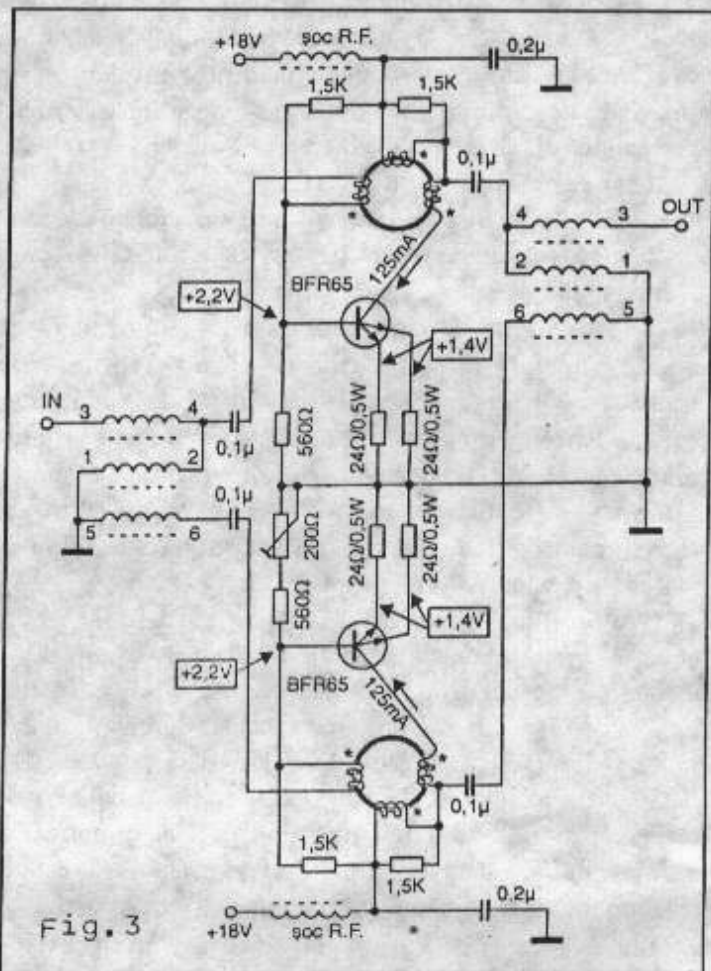 +18V
șoc R.F.
0,2µ
1,5K
1,5K
*
0,1µ
*
*
4
3
OUT
125mA
2
1
BFR65
+2,2V
6
5
+1,4V
IN
3
4
0,1µ
560Ω
24Ω/0,5W
24Ω/0,5W
1
2
0,1µ
5
6
200Ω
24Ω/0,5W
24Ω/0,5W
560Ω
+1,4V
+2,2V
BFR65
125mA
*
*
*
0,1µ
1,5K
1,5K
0,2µ
Fig.3
+18V
șoc R.F.
*